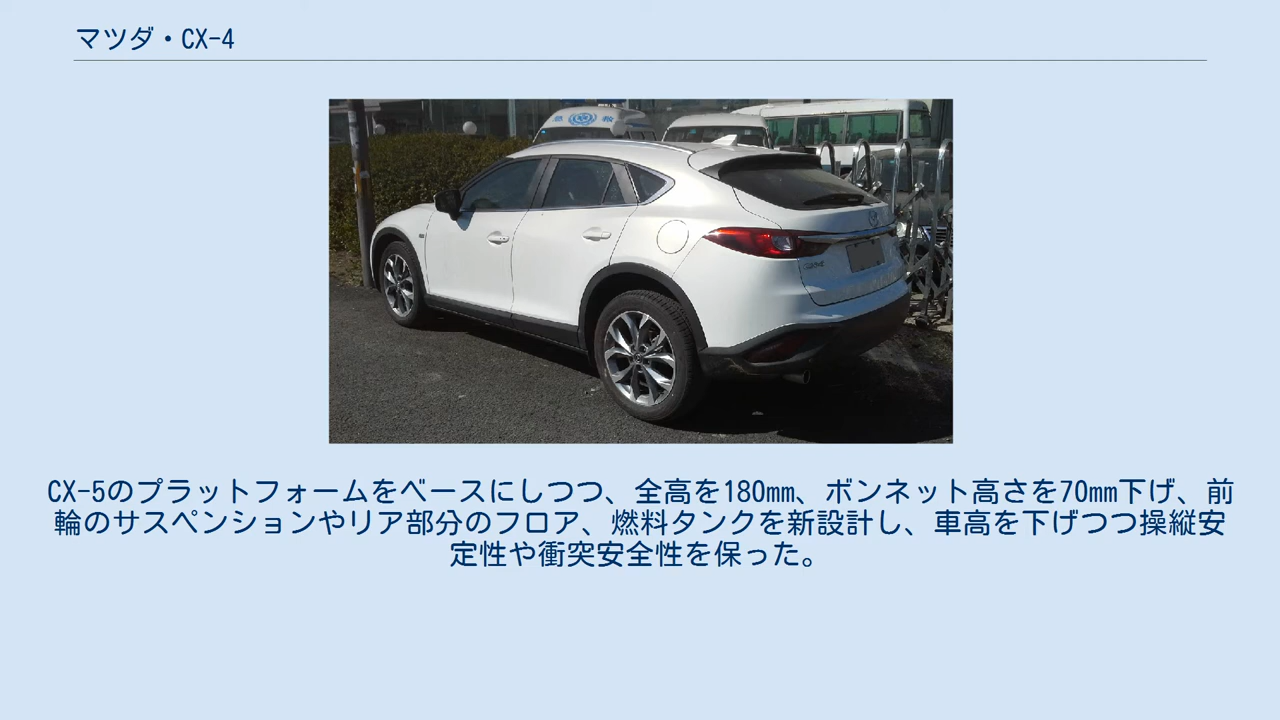 マツダ・CX-4
急救
CX-5のプラットフォームをベースにしつつ、全高を180mm、ボンネット高さを70mm下げ、前
輪のサスペンションやリア部分のフロア、燃料タンクを新設計し、車高を下げつつ操縦安
定性や衝突安全性を保った。